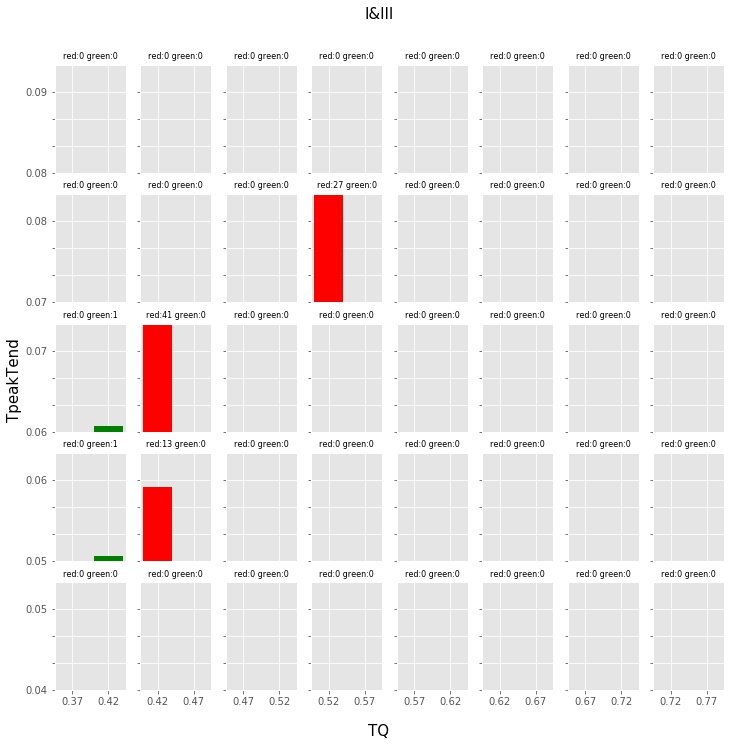 I&III
red:0 green:0 red:0 green:0 red:0 green:0 red:0 green:0 red:0 green:0 red:0 green:0 red:0 green:0 red:0 green:0
0.09
0.08
red:0 green:0 red:0 green:0 red:0 green:0 red:27 green:0 red:0 green:0 red:0 green:0 red:0 green:0 red:0 green:0
0.08
0.07
red:0 green:1 red:41 green:0 red:0 green:0 red:0 green:0 red:0 green:0 red:0 green:0 red:0 green:0 red:0 green:0
0.07
TpeakTend
0.06
red:0 green:1 red:13 green:0 red:0 green:0 red:0 green:0 red:0 green:0 red:0 green:0 red:0 green:0 red:0 green:0
0.06
0.05
red:0 green:0 red:0 green:0 red:0 green:0 red:0 green:0 red:0 green:0 red:0 green:0 red:0 green:0 red:0 green:0
0.05
0.04
0.37 0.42 0.42 0.47 0.47 0.52 0.52 0.57 0.57 0.62 0.62 0.67 0.67 0.72 0.72 0.77
TQ